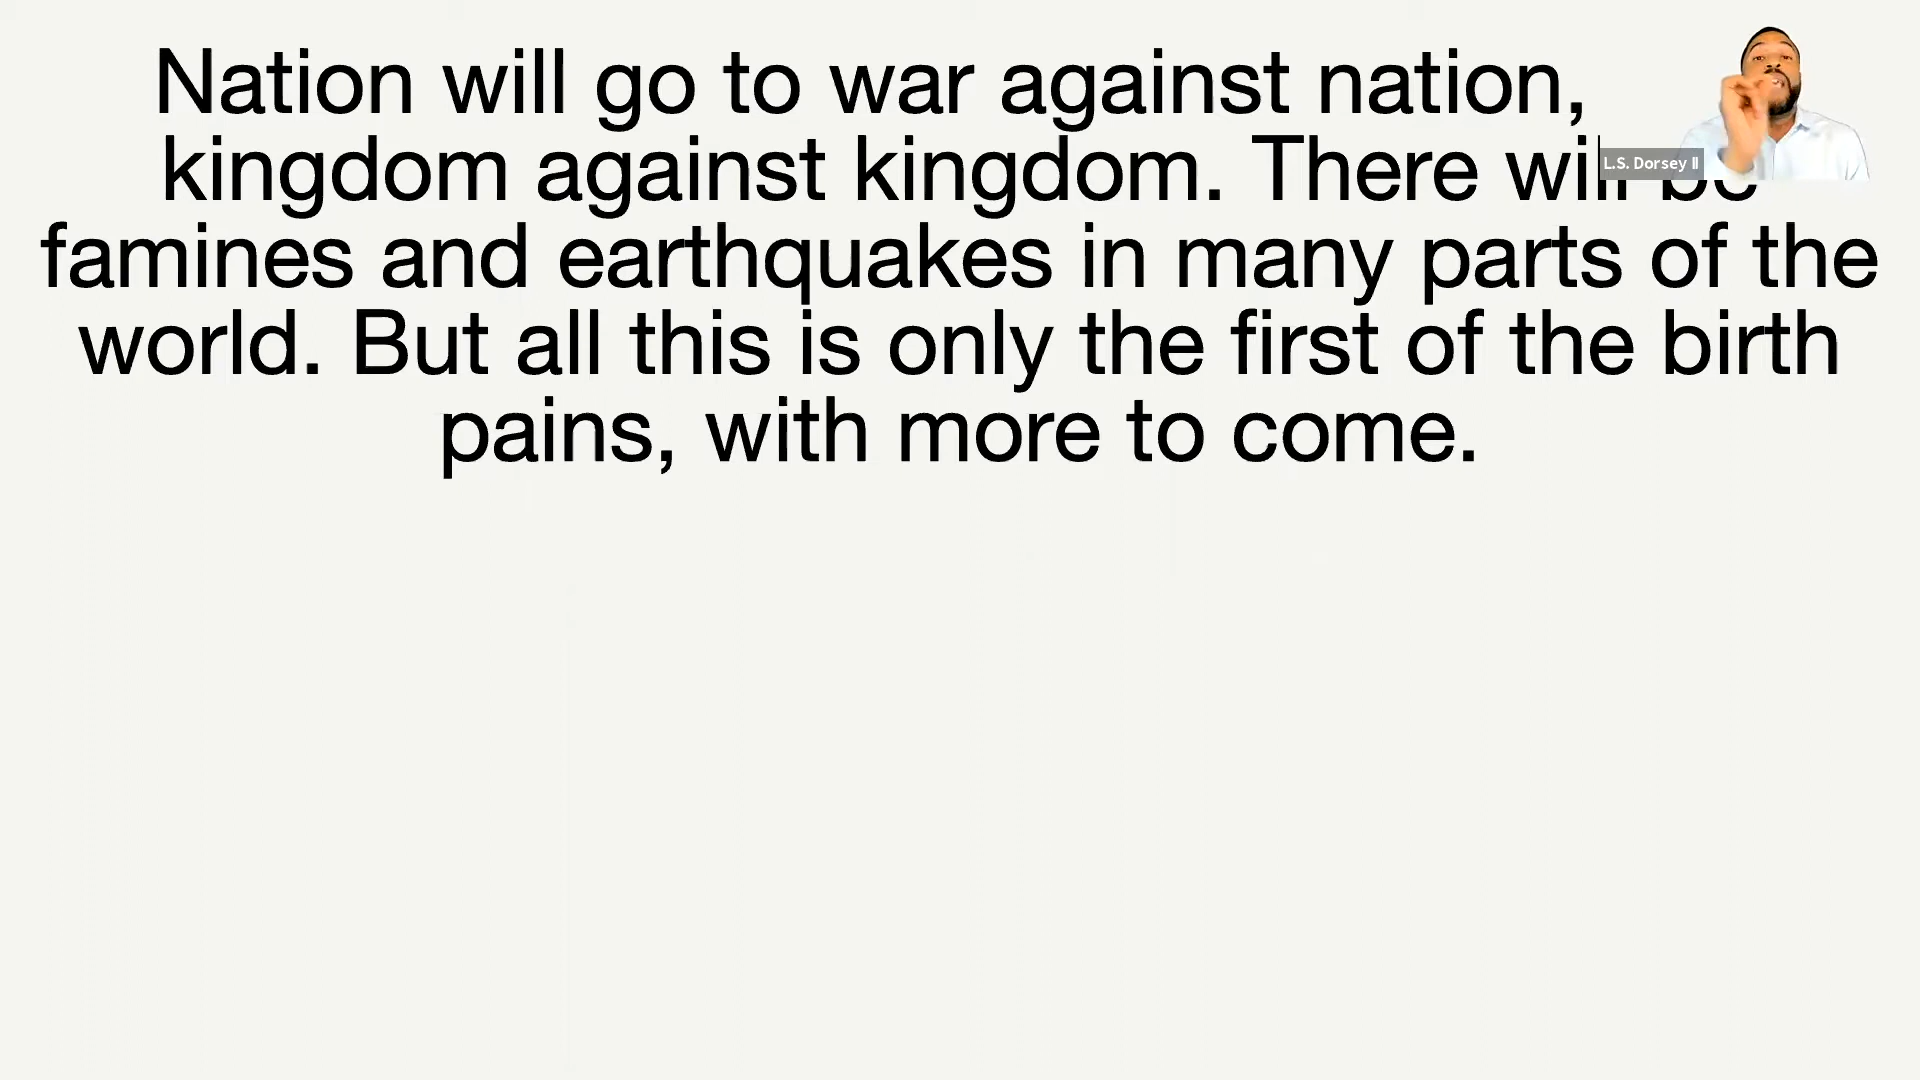 Nation will go to war against nation,
kingdom against kingdom. There will be
famines and earthquakes in many parts of the
world. But all this is only the first of the birth
pains, with more to come.
L.S. Dorsey II